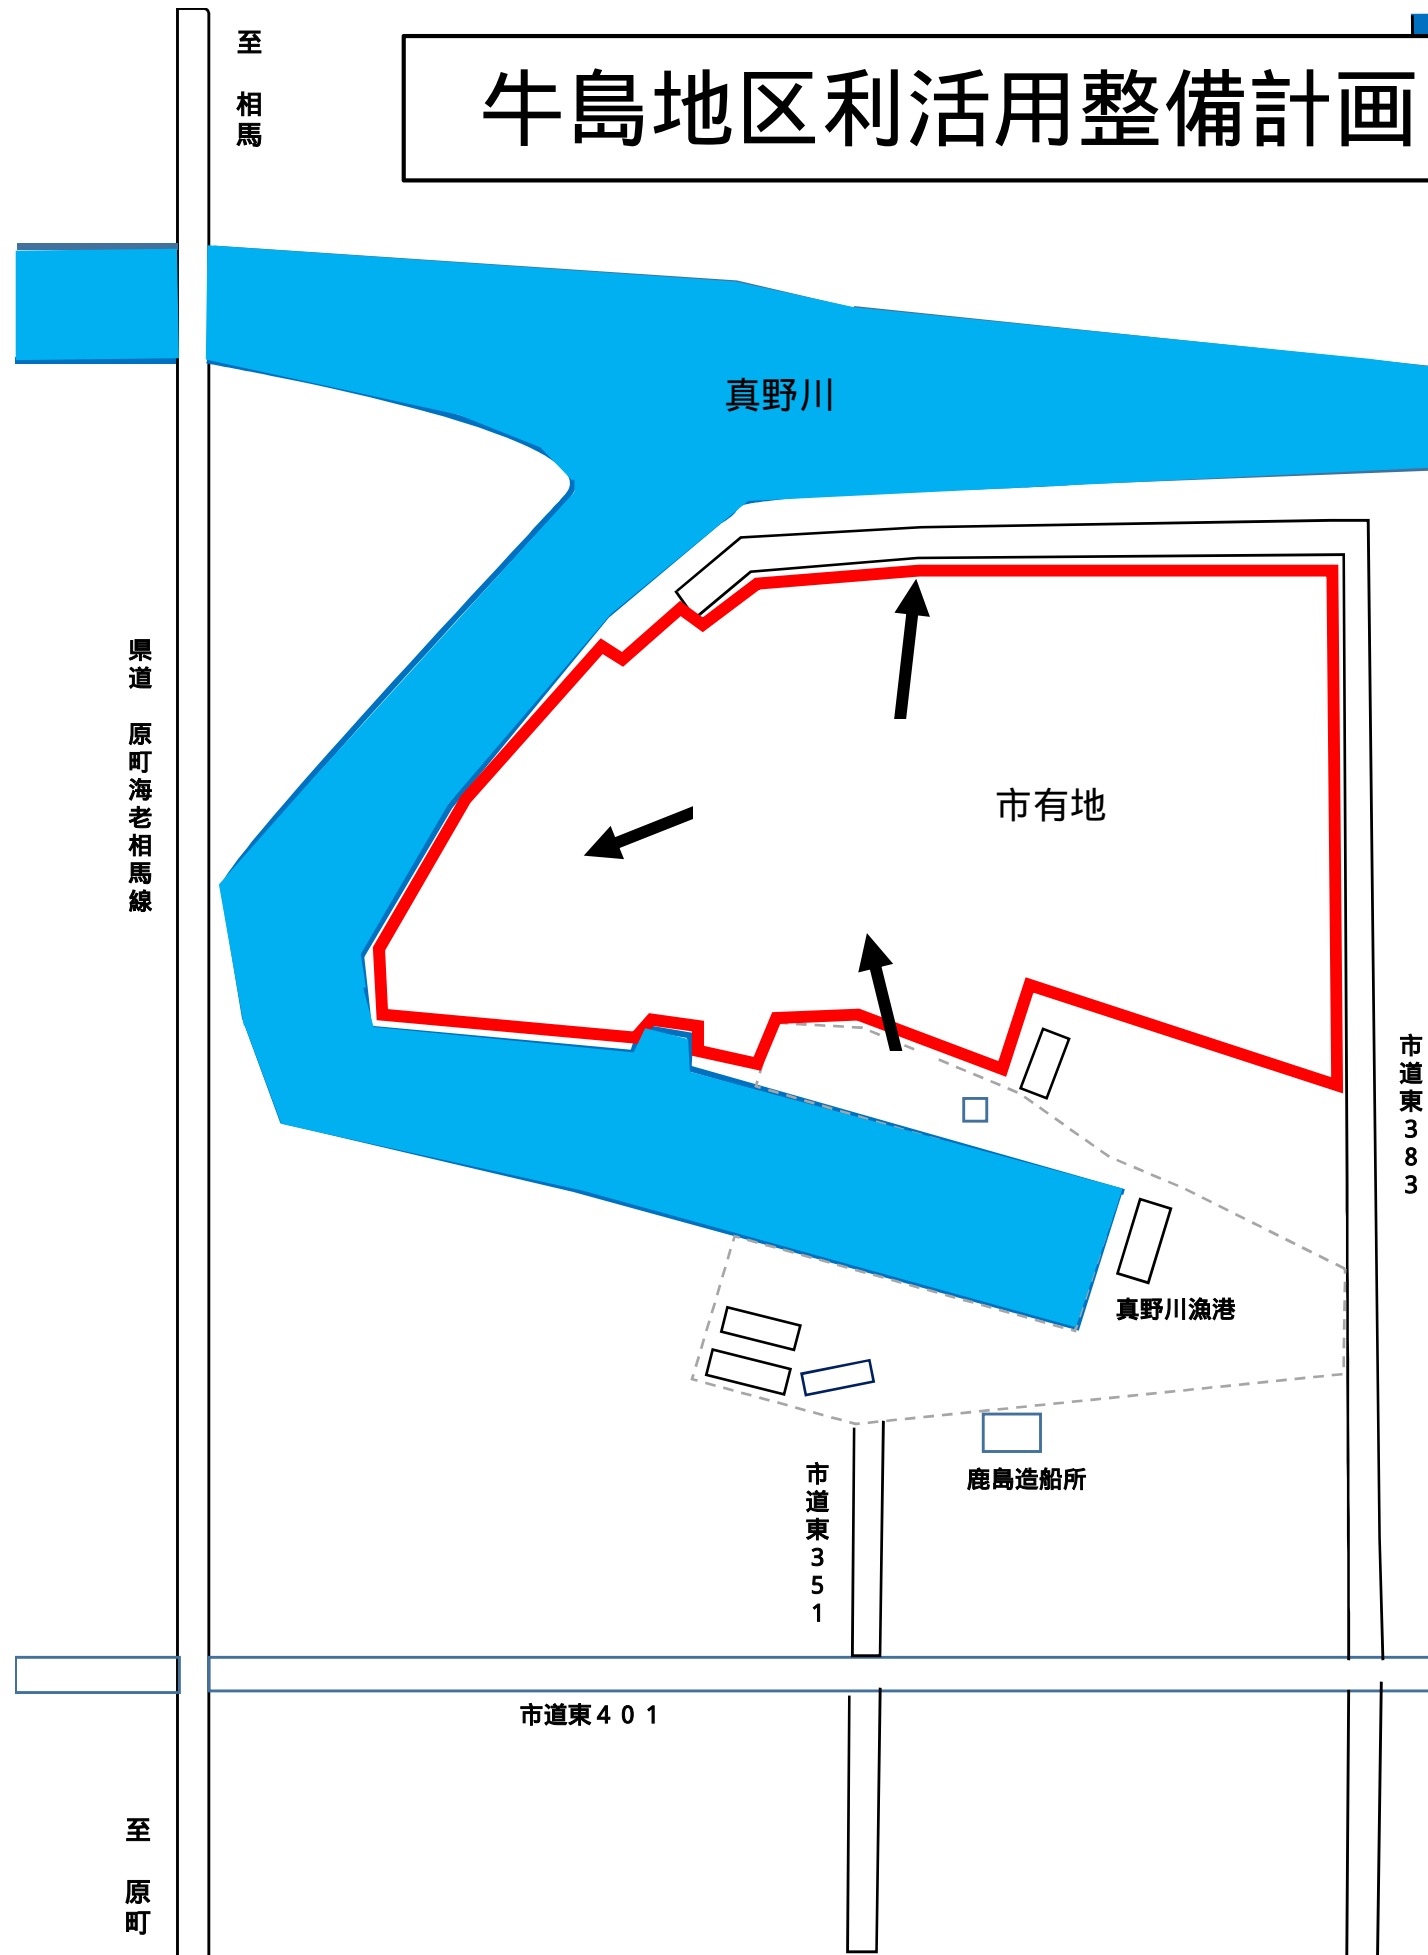 至　相馬
牛島地区利活用整備計画
真野川
県道　原町海老相馬線
市有地
市道東３８３
真野川漁港
鹿島造船所
市道東３５１
市道東４０１
至　原町